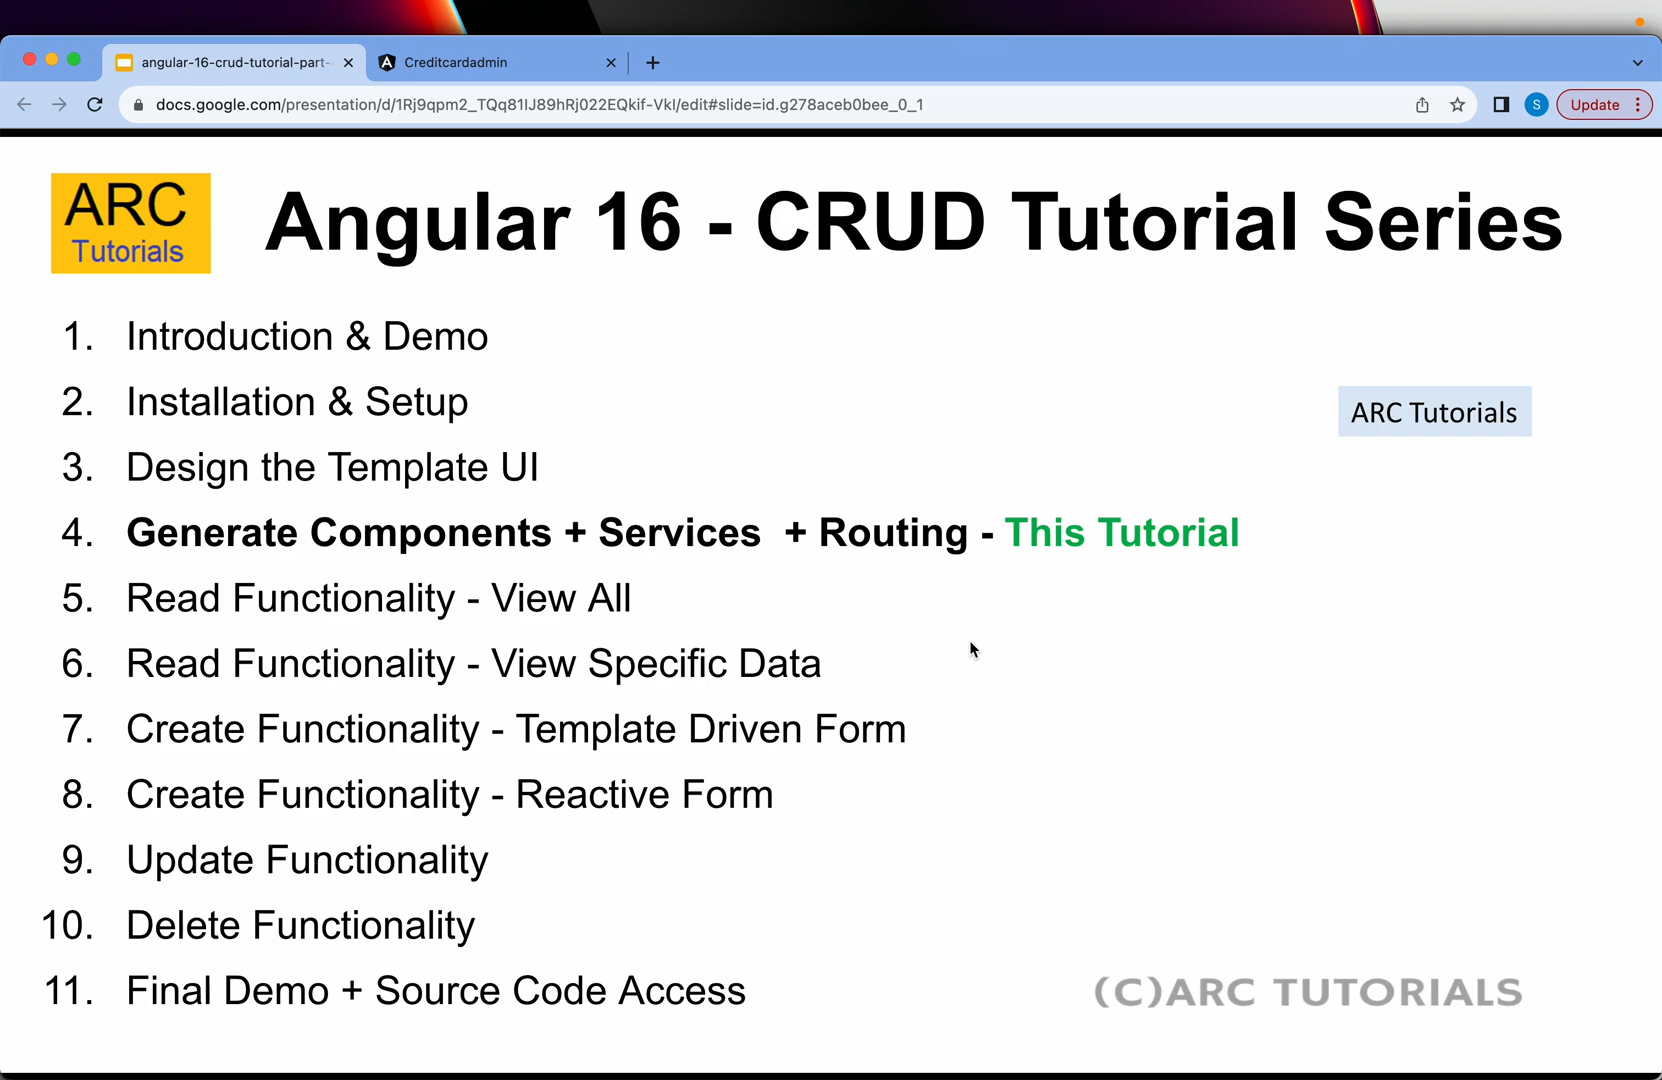 angular-16-crud-tutorial-part-
Creditcardadmin
docs.google.com/presentation/d/1Rj9qpm2_TQq81IJ89hRj022EQkif-VkI/edit#slide=id.g278aceb0bee_0_1
S
Update
ARC
Tutorials
Angular 16 - CRUD Tutorial Series
1. Introduction & Demo
2. Installation & Setup
ARC Tutorials
3. Design the Template UI
4. Generate Components + Services + Routing - This Tutorial
5. Read Functionality - View All
6. Read Functionality - View Specific Data
7. Create Functionality - Template Driven Form
8. Create Functionality - Reactive Form
9. Update Functionality
10. Delete Functionality
11. Final Demo + Source Code Access
(C)ARC TUTORIALS